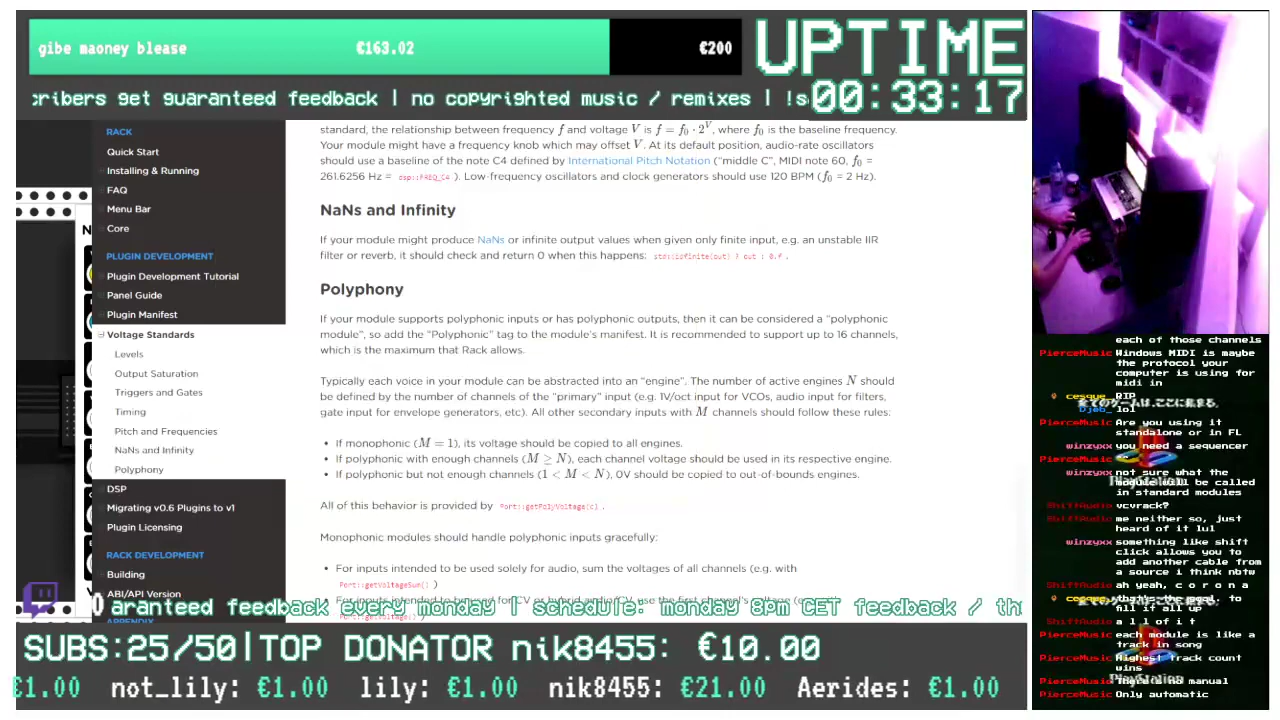 gibe maoney blease €163.02 €200
UPTIME
00:33:17
cribers get guaranteed feedback | no copyrighted music / remixes | !s
RACK
Quick Start
Installing & Running
FAQ
Menu Bar
Core
PLUGIN DEVELOPMENT
Plugin Development Tutorial
Panel Guide
Plugin Manifest
Voltage Standards
Levels
Output Saturation
Triggers and Gates
Timing
Pitch and Frequencies
NaNs and Infinity
Polyphony
DSP
Migrating v0.6 Plugins to v1
Plugin Licensing
RACK DEVELOPMENT
Building
ABI/API Version
standard, the relationship between frequency f and voltage V is f = f₀ · 2^V, where f₀ is the baseline frequency.
Your module might have a frequency knob which may offset V. At its default position, audio-rate oscillators
should use a baseline of the note C4 defined by International Pitch Notation ("middle C", MIDI note 60, f₀ =
261.6256 Hz = dsp::FREQ_C4 ). Low-frequency oscillators and clock generators should use 120 BPM (f₀ = 2 Hz).
NaNs and Infinity
If your module might produce NaNs or infinite output values when given only finite input, e.g. an unstable IIR
filter or reverb, it should check and return 0 when this happens: std::isfinite(out) ? out : 0.f .
Polyphony
If your module supports polyphonic inputs or has polyphonic outputs, then it can be considered a "polyphonic
module", so add the "Polyphonic" tag to the module's manifest. It is recommended to support up to 16 channels,
which is the maximum that Rack allows.
Typically each voice in your module can be abstracted into an "engine". The number of active engines N should
be defined by the number of channels of the "primary" input (e.g. 1V/oct input for VCOs, audio input for filters,
gate input for envelope generators, etc). All other secondary inputs with M channels should follow these rules:
If monophonic (M = 1), its voltage should be copied to all engines.
If polyphonic with enough channels (M ≥ N), each channel voltage should be used in its respective engine.
If polyphonic but not enough channels (1 < M < N), 0V should be copied to out-of-bounds engines.
All of this behavior is provided by Port::getPolyVoltage(c) .
Monophonic modules should handle polyphonic inputs gracefully:
For inputs intended to be used solely for audio, sum the voltages of all channels (e.g. with
Port::getVoltageSum() )
aranteed feedback every monday | schedule: monday 8pm CET feedback / th
SUBS:25/50|TOP DONATOR nik8455: €10.00
€1.00 not_lily: €1.00 lily: €1.00 nik8455: €21.00 Aerides: €1.00
each of those channels
PierceMusic Windows MIDI is maybe
the protocol your
computer is using for
midi in
cesque RIP
Djob_ lol
PierceMusic Are you using it
standalone or in FL
winzyxx you need a sequencer
PierceMusic
winzyxx not sure what the
module will be called
in standard modules
ShiftAudio vcvrack?
ShiftAudio me neither so, just
heard of it lul
winzyxx something like shift
click allows you to
add another cable from
a source i think nbtw
ShiftAudio ah yeah, c o r o n a
cesque that's the goal, to
fill it all up
ShiftAudio a l l o f i t
PierceMusic each module is like a
track in song
PierceMusic Highest track count
wins
PierceMusic There's no manual
PierceMusic Only automatic